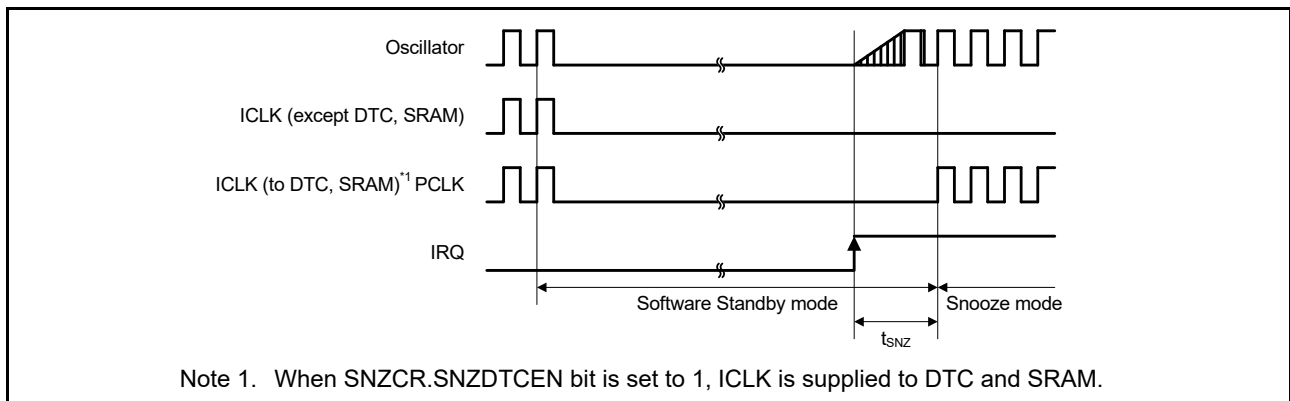 Oscillator
ICLK (except DTC, SRAM)
ICLK (to DTC, SRAM)*1 PCLK
IRQ
Software Standby mode
Snooze mode
tSNZ
Note 1. When SNZCR.SNZDTCEN bit is set to 1, ICLK is supplied to DTC and SRAM.